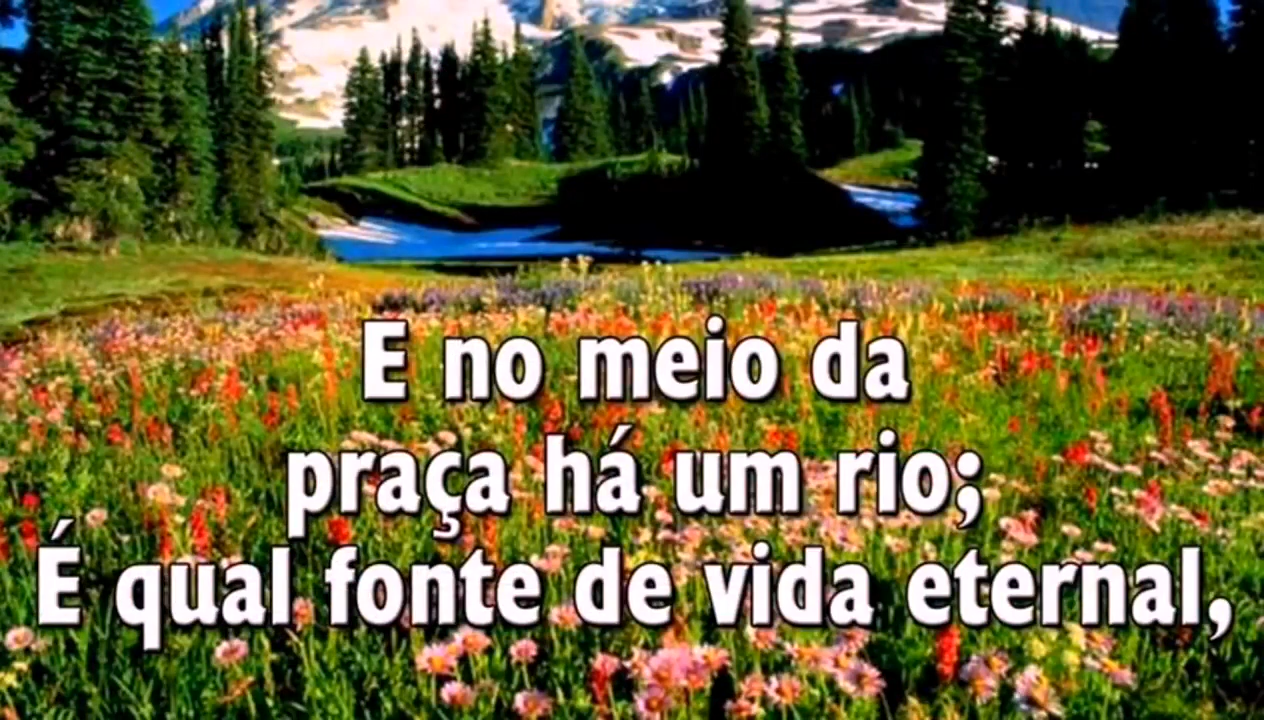 E no meio da
praça há um rio;
É qual fonte de vida eternal,